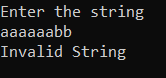 Enter the string
aaaaaabb
Invalid String